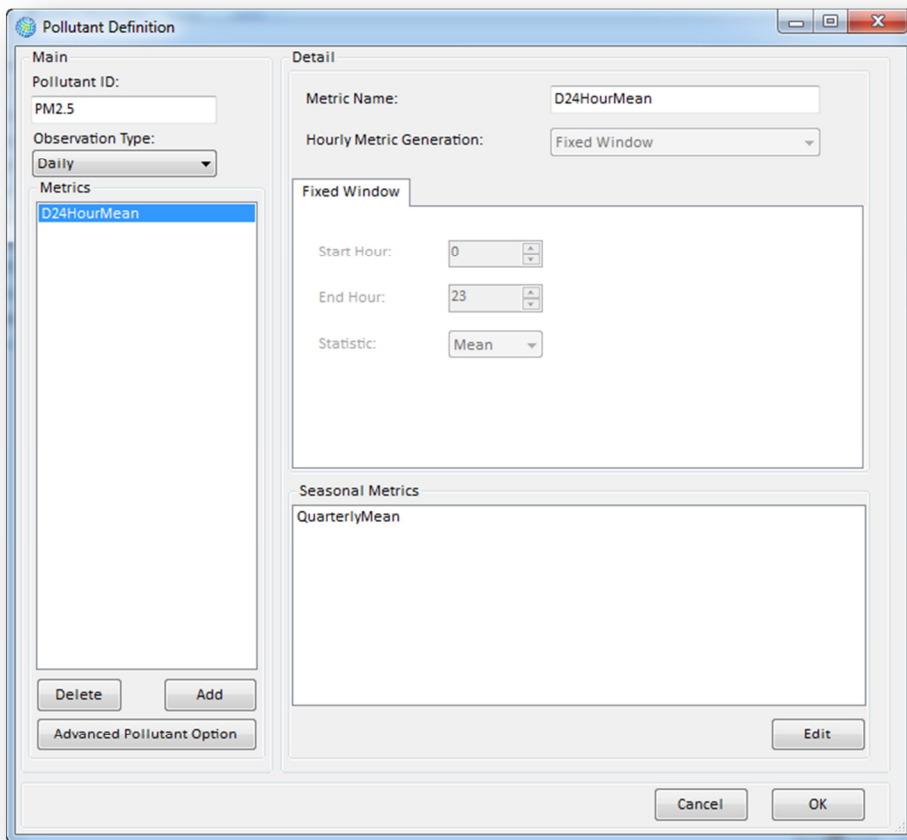 Pollutant Definition
Main
Pollutant ID:
PM2.5
Observation Type:
Daily
Metrics
D24HourMean
Delete
Add
Advanced Pollutant Option
Detail
Metric Name:
D24HourMean
Hourly Metric Generation:
Fixed Window
Fixed Window
Start Hour:
0
End Hour:
23
Statistic:
Mean
Seasonal Metrics
QuarterlyMean
Edit
Cancel
OK